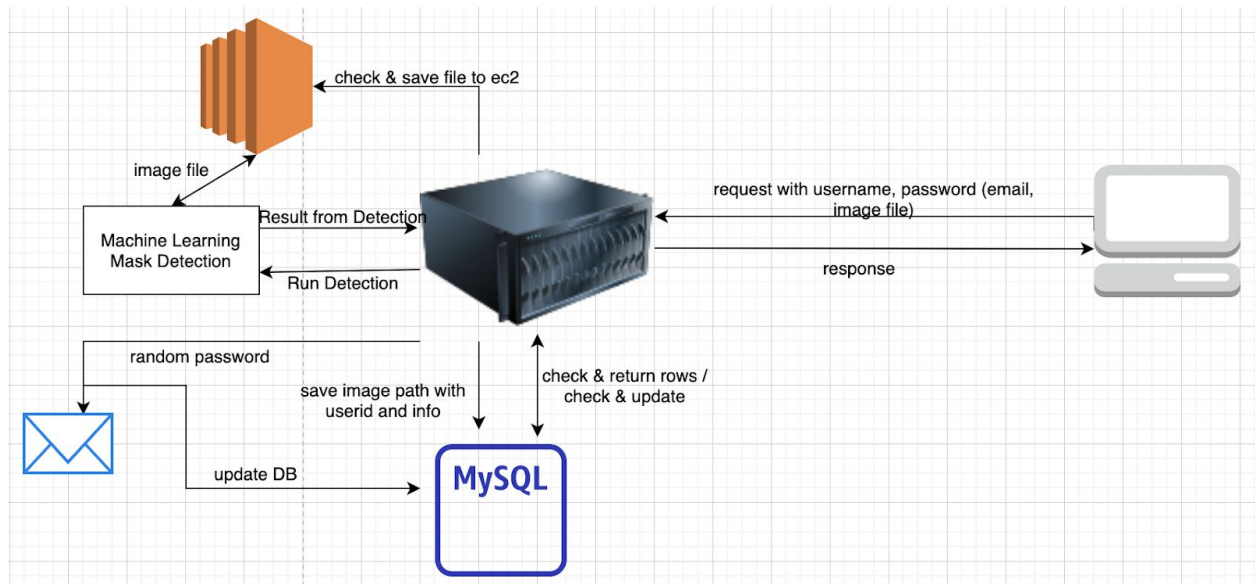 check & save file to ec2
image file
request with username, password (email,
image file)
Result from Detection
Machine Learning
Mask Detection
response
Run Detection
random password
check & return rows /
check & update
save image path with
userid and info
update DB
MySQL